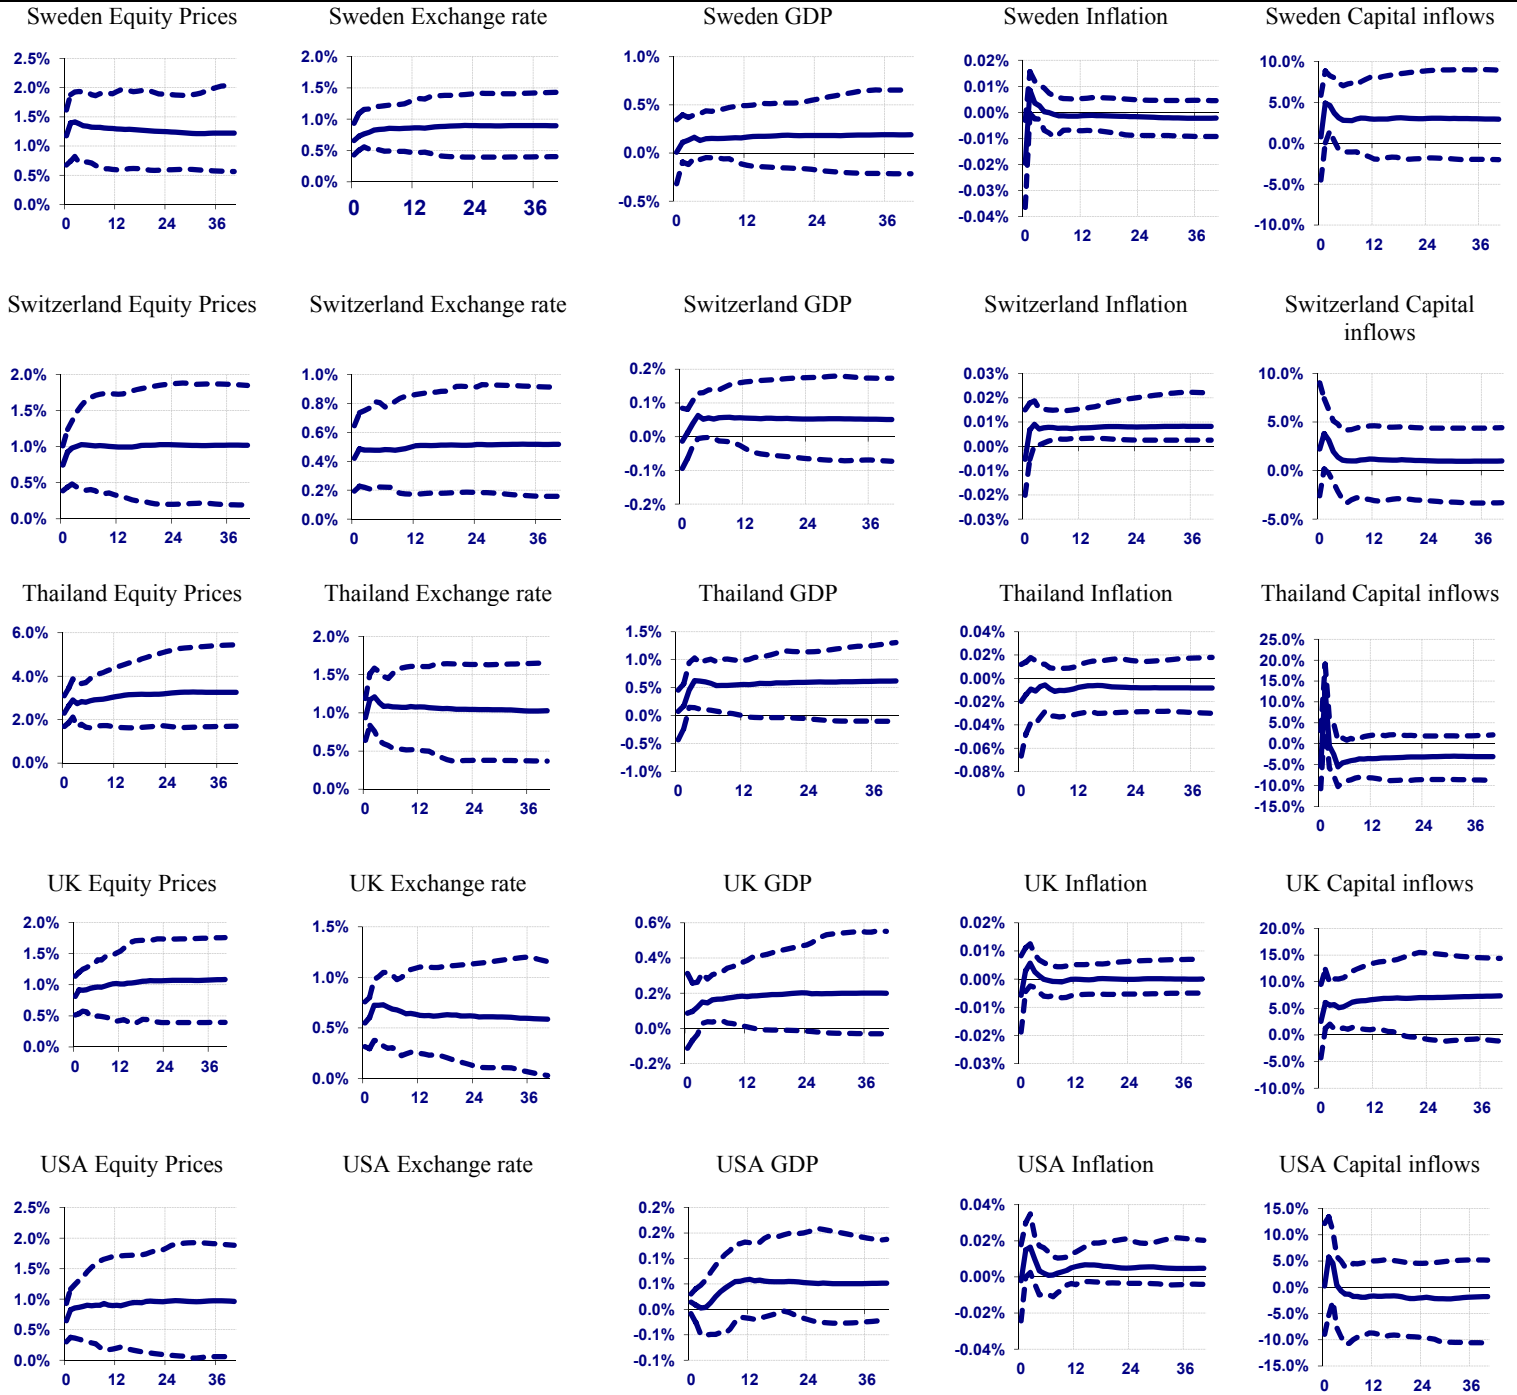 Sweden Equity Prices
Sweden Exchange rate
Sweden GDP
Sweden Inflation
Sweden Capital inflows
2.5%
2.0%
1.5%
1.0%
0.5%
0.0%
0 12 24 36
2.0%
1.5%
1.0%
0.5%
0.0%
0 12 24 36
1.0%
0.5%
0.0%
-0.5%
0 12 24 36
0.02%
0.01%
0.00%
-0.01%
-0.02%
-0.03%
-0.04%
0 12 24 36
10.0%
5.0%
0.0%
-5.0%
-10.0%
0 12 24 36
Switzerland Equity Prices
Switzerland Exchange rate
Switzerland GDP
Switzerland Inflation
Switzerland Capital
inflows
2.0%
1.5%
1.0%
0.5%
0.0%
0 12 24 36
1.0%
0.8%
0.6%
0.4%
0.2%
0.0%
0 12 24 36
0.2%
0.1%
0.0%
-0.1%
-0.2%
0 12 24 36
0.03%
0.02%
0.01%
0.00%
-0.01%
-0.02%
-0.03%
0 12 24 36
10.0%
5.0%
0.0%
-5.0%
0 12 24 36
Thailand Equity Prices
Thailand Exchange rate
Thailand GDP
Thailand Inflation
Thailand Capital inflows
6.0%
4.0%
2.0%
0.0%
0 12 24 36
2.0%
1.5%
1.0%
0.5%
0.0%
0 12 24 36
1.5%
1.0%
0.5%
0.0%
-0.5%
-1.0%
0 12 24 36
0.04%
0.02%
0.00%
-0.02%
-0.04%
-0.06%
-0.08%
0 12 24 36
25.0%
20.0%
15.0%
10.0%
5.0%
0.0%
-5.0%
-10.0%
-15.0%
0 12 24 36
UK Equity Prices
UK Exchange rate
UK GDP
UK Inflation
UK Capital inflows
2.0%
1.5%
1.0%
0.5%
0.0%
0 12 24 36
1.5%
1.0%
0.5%
0.0%
0 12 24 36
0.6%
0.4%
0.2%
0.0%
-0.2%
0 12 24 36
0.02%
0.01%
0.00%
-0.01%
-0.02%
-0.03%
0 12 24 36
20.0%
15.0%
10.0%
5.0%
0.0%
-5.0%
-10.0%
0 12 24 36
USA Equity Prices
USA Exchange rate
USA GDP
USA Inflation
USA Capital inflows
2.5%
2.0%
1.5%
1.0%
0.5%
0.0%
0 12 24 36
0.2%
0.2%
0.1%
0.1%
0.0%
-0.1%
-0.1%
0 12 24 36
0.04%
0.02%
0.00%
-0.02%
-0.04%
0 12 24 36
15.0%
10.0%
5.0%
0.0%
-5.0%
-10.0%
-15.0%
0 12 24 36